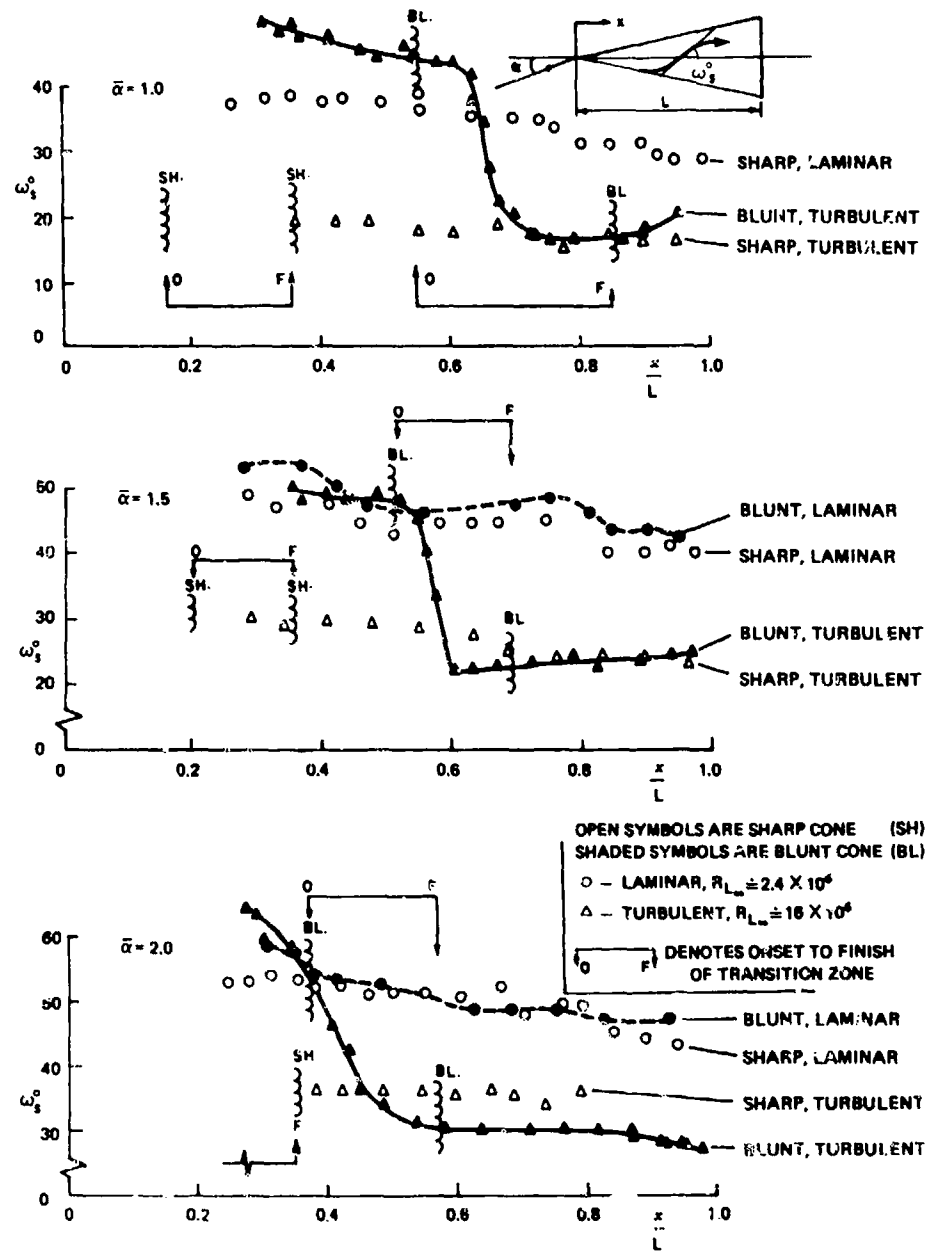 BL.
x
α
ω°s
L
40
ᾱ = 1.0
30
SHARP, LAMINAR
ε°s
SH.
SH.
BL
20
BLUNT, TURBULENT
SHARP, TURBULENT
O
F
O
F
10
0
0
0.2
0.4
0.6
0.8
x
L
1.0
O
F
BL.
50
ᾱ = 1.5
BLUNT, LAMINAR
40
SHARP, LAMINAR
O
F
SH.
SH.
30
BL
BLUNT, TURBULENT
ε°s
SHARP, TURBULENT
20
0
0
0.2
0.4
0.6
0.8
x
L
1.0
OPEN SYMBOLS ARE SHARP CONE (SH)
SHADED SYMBOLS ARE BLUNT CONE (BL)
○ – LAMINAR, R L∞ ≐ 2.4 X 10⁶
△ – TURBULENT, R L∞ ≐ 16 X 10⁶
O F DENOTES ONSET TO FINISH
OF TRANSITION ZONE
O
F
60
ᾱ = 2.0
BL.
50
BLUNT, LAMINAR
SHARP, LAMINAR
40
SH
BL.
SHARP, TURBULENT
ε°s
F
30
BLUNT, TURBULENT
0
0
0.2
0.4
0.6
0.8
x
L
1.0